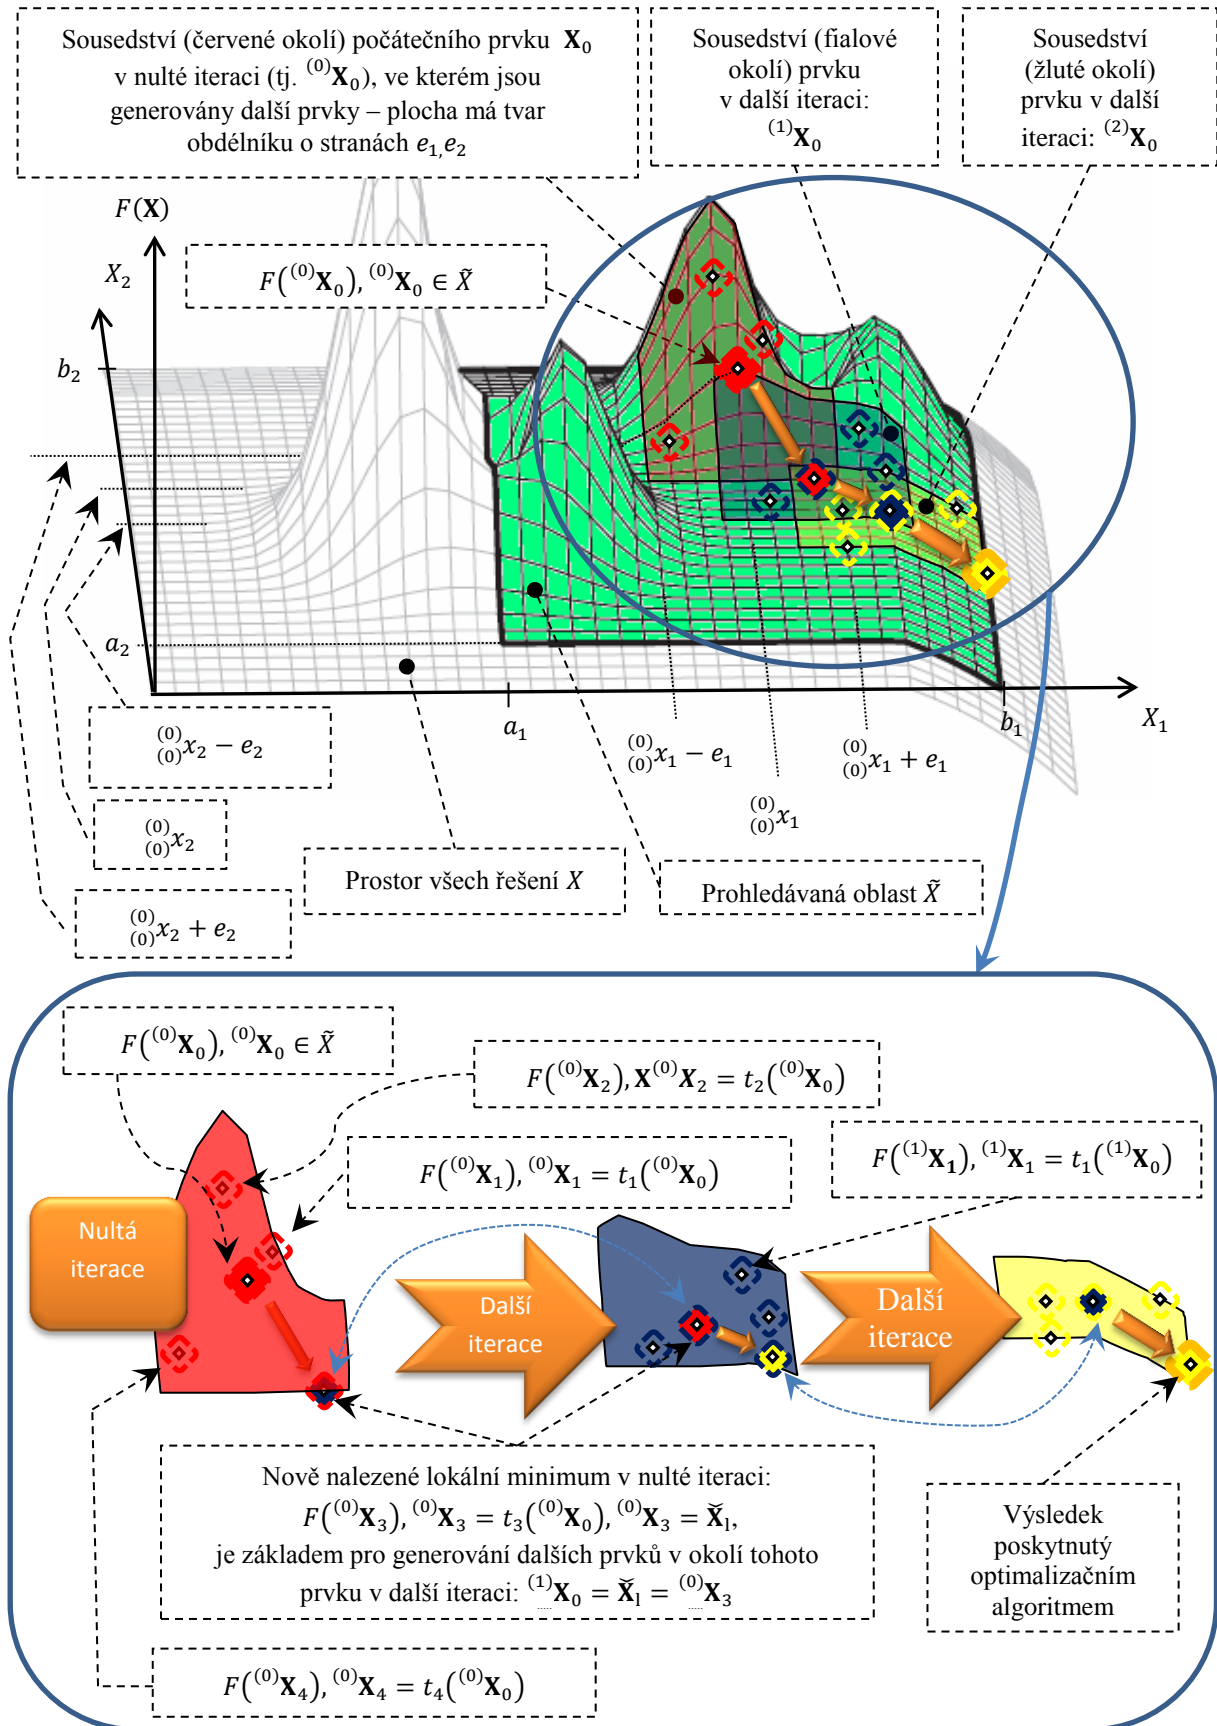 Sousedství (červené okolí) počátečního prvku X₀
v nulté iteraci (tj. ⁽⁰⁾X₀), ve kterém jsou
generovány další prvky – plocha má tvar
obdélníku o stranách e₁,e₂
Sousedství (fialové
okolí) prvku
v další iteraci:
⁽¹⁾X₀
Sousedství
(žluté okolí)
prvku v další
iteraci: ⁽²⁾X₀
F(X)
X₂
F(⁽⁰⁾X₀), ⁽⁰⁾X₀ ∈ X̃
b₂
a₂
a₁
b₁
X₁
⁽⁰⁾₍₀₎x₂ − e₂
⁽⁰⁾₍₀₎x₁ − e₁
⁽⁰⁾₍₀₎x₁ + e₁
⁽⁰⁾₍₀₎x₁
⁽⁰⁾₍₀₎x₂
Prostor všech řešení X
Prohledávaná oblast X̃
⁽⁰⁾₍₀₎x₂ + e₂
F(⁽⁰⁾X₀), ⁽⁰⁾X₀ ∈ X̃
F(⁽⁰⁾X₂), X⁽⁰⁾X₂ = t₂(⁽⁰⁾X₀)
F(⁽⁰⁾X₁), ⁽⁰⁾X₁ = t₁(⁽⁰⁾X₀)
F(⁽¹⁾X₁), ⁽¹⁾X₁ = t₁(⁽¹⁾X₀)
Nultá
iterace
Další
iterace
Další
iterace
Nově nalezené lokální minimum v nulté iteraci:
F(⁽⁰⁾X₃), ⁽⁰⁾X₃ = t₃(⁽⁰⁾X₀), ⁽⁰⁾X₃ = X̌ₗ,
je základem pro generování dalších prvků v okolí tohoto
prvku v další iteraci: ⁽¹⁾X₀ = X̌ₗ = ⁽⁰⁾X₃
Výsledek
poskytnutý
optimalizačním
algoritmem
F(⁽⁰⁾X₄), ⁽⁰⁾X₄ = t₄(⁽⁰⁾X₀)